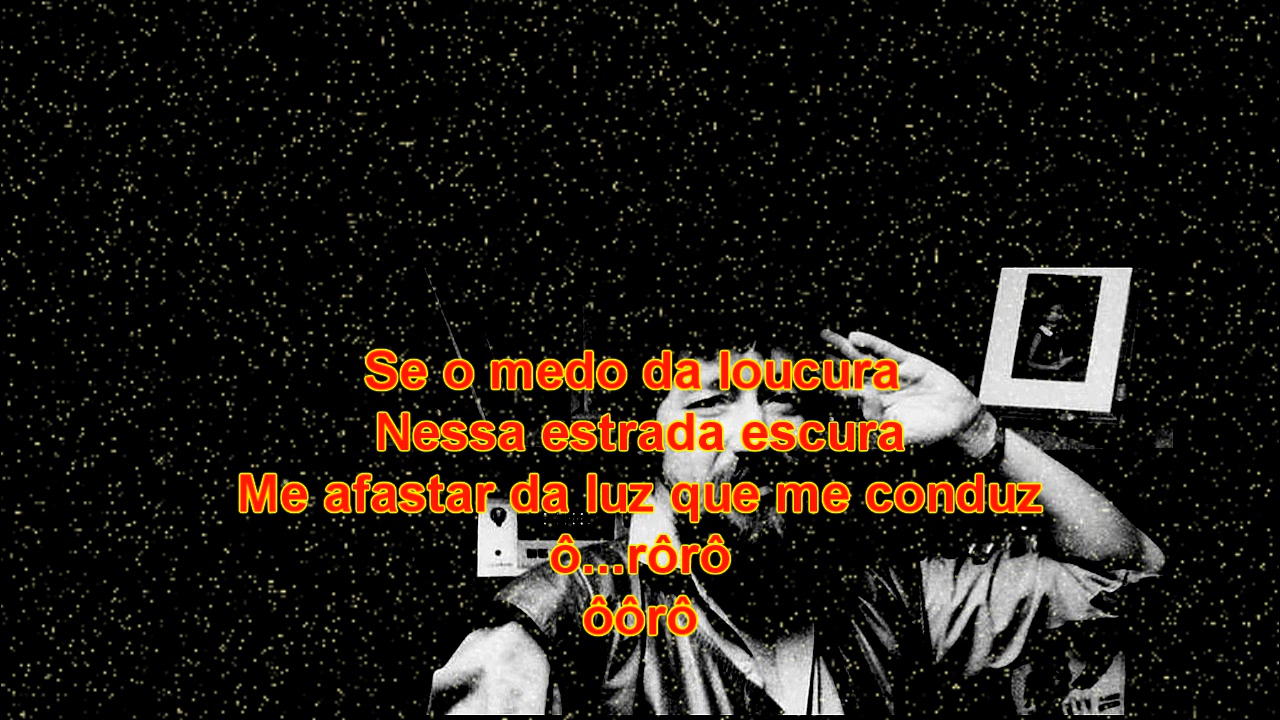 Se o medo da loucura
Nessa estrada escura
Me afastar da luz que me conduz
ô...rôrô
ôôrô